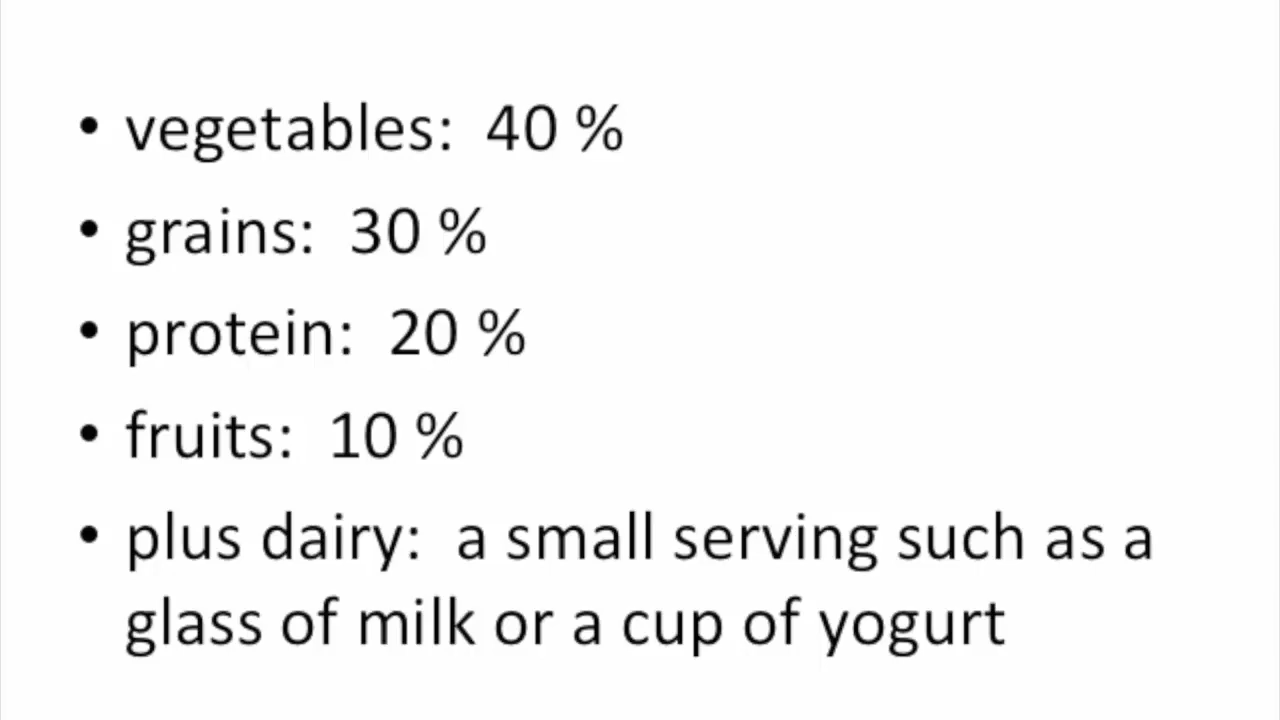 • vegetables:  40 %
• grains:  30 %
• protein:  20 %
• fruits:  10 %
• plus dairy:  a small serving such as a
glass of milk or a cup of yogurt